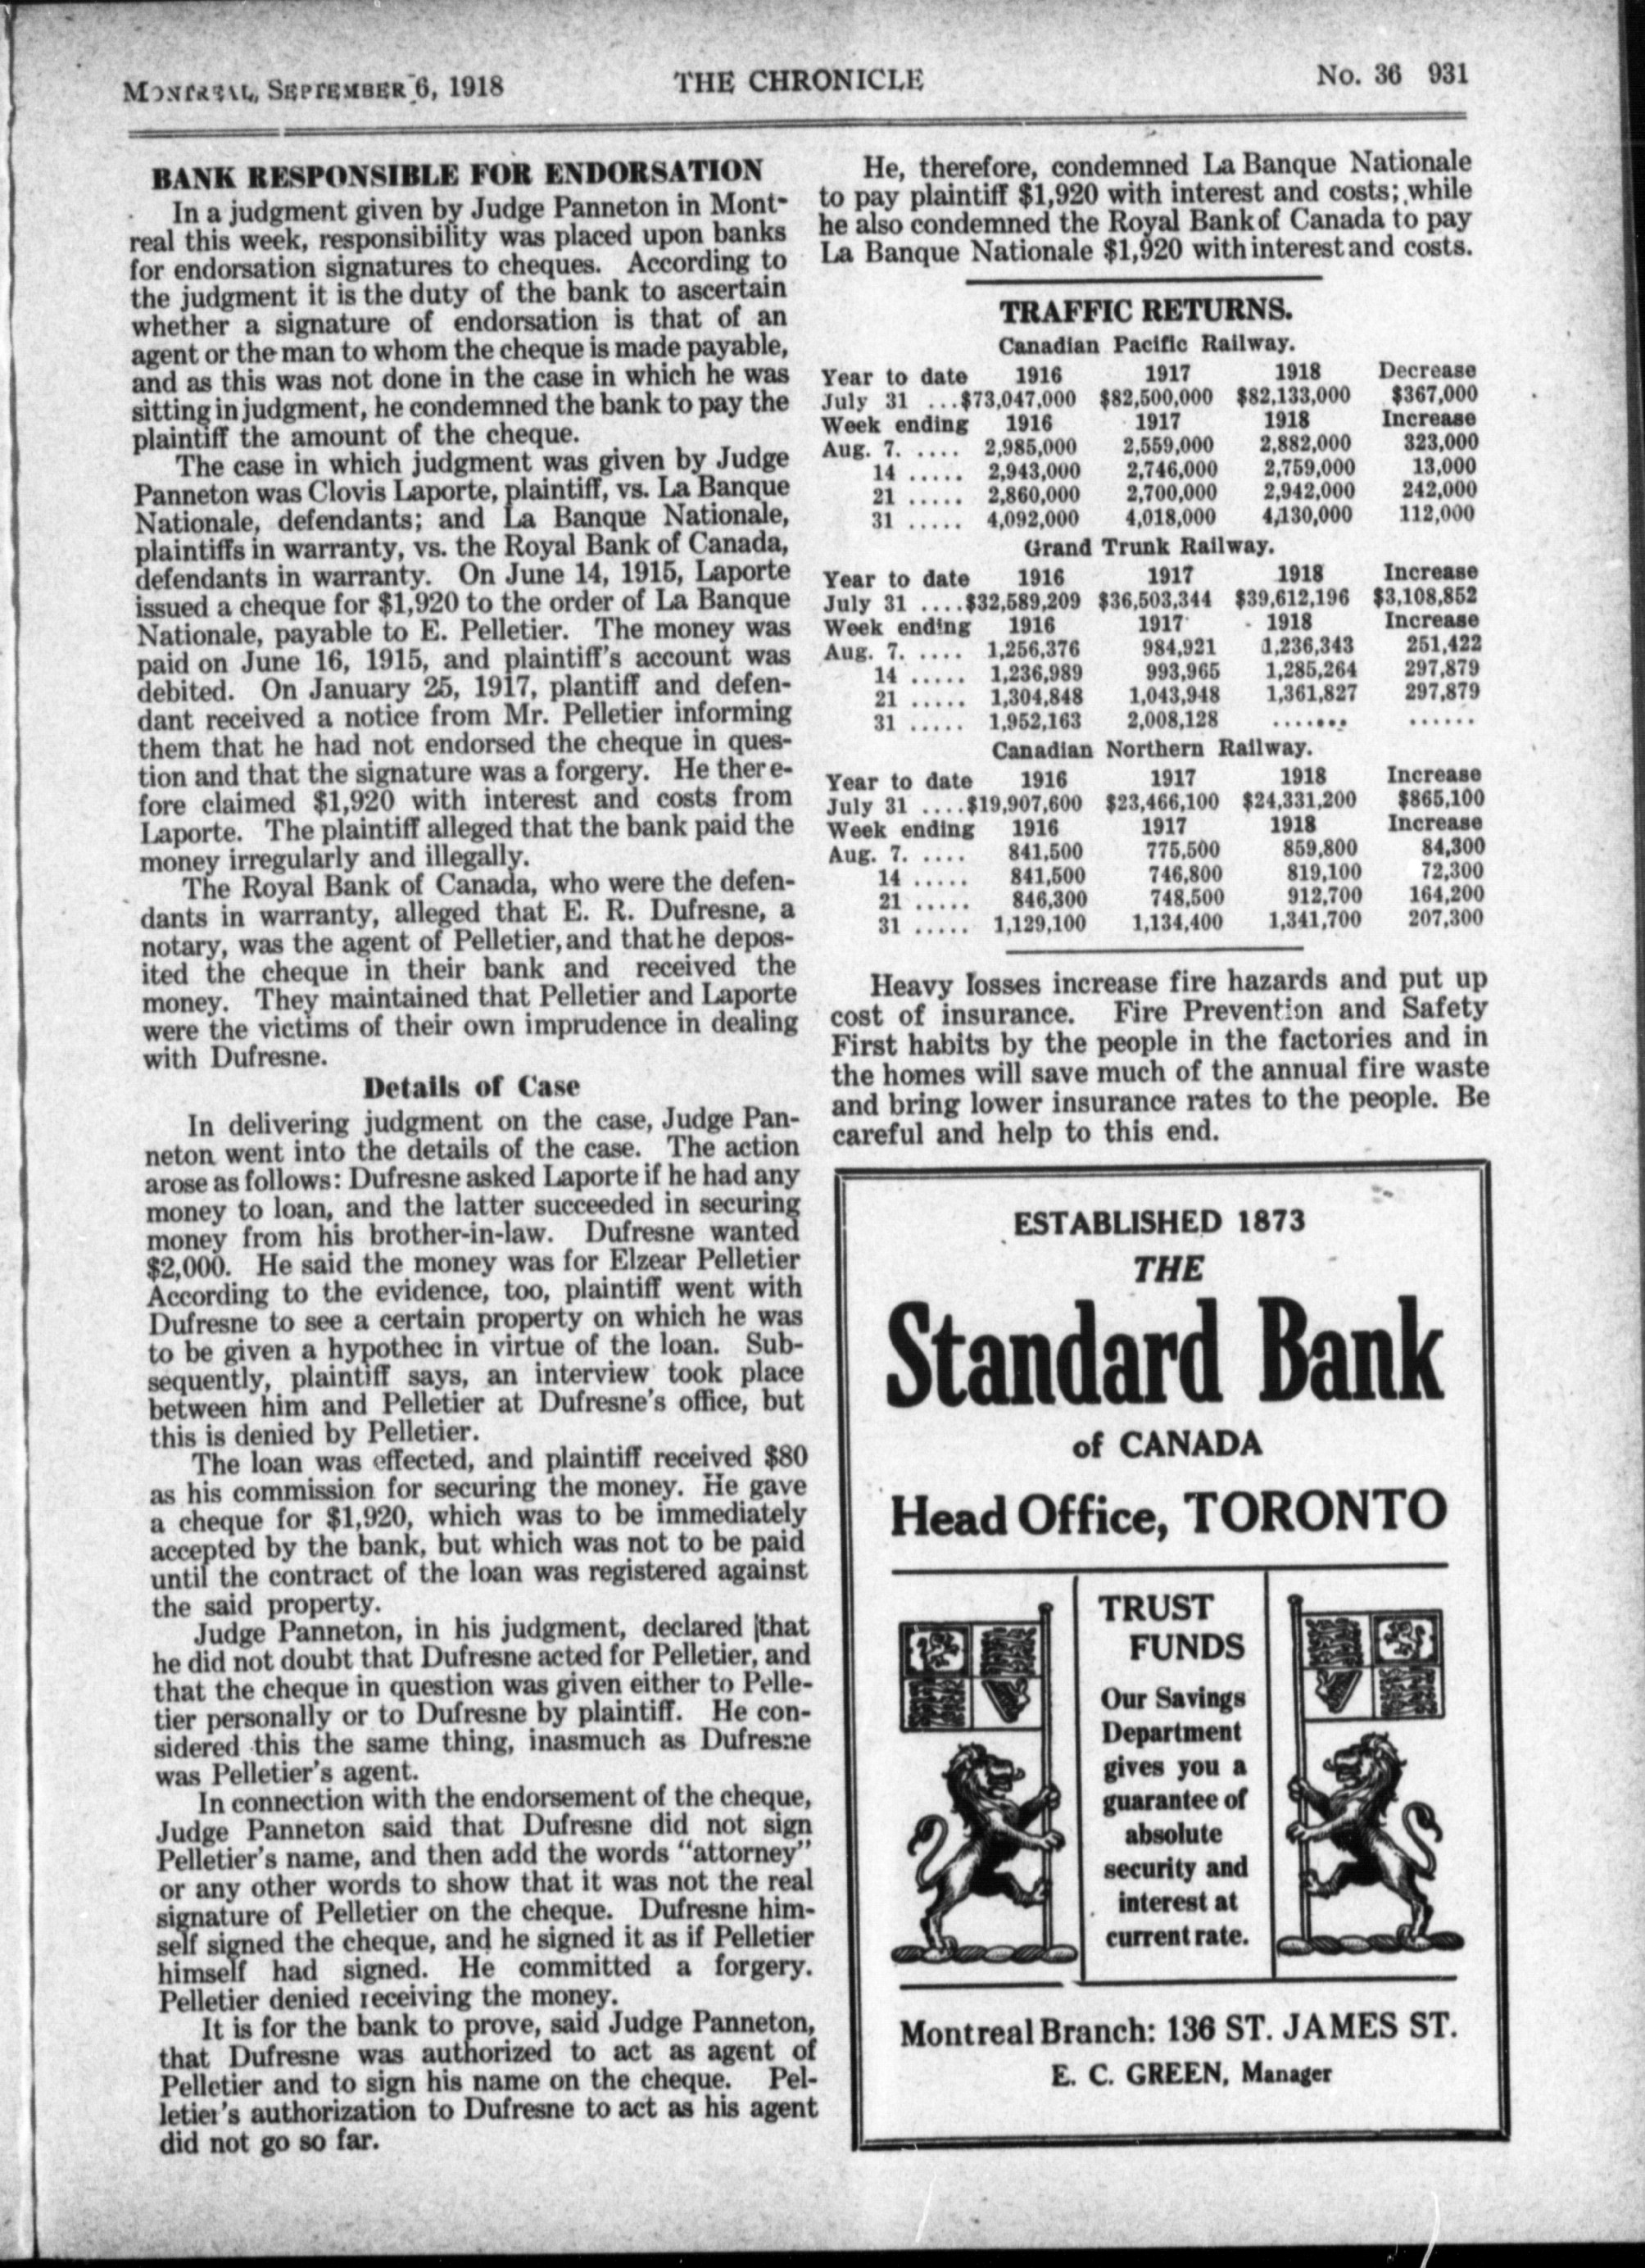 MONTREAL, SEPTEMBER 6, 1918
THE CHRONICLE
No. 36 931
BANK RESPONSIBLE FOR ENDORSATION
In a judgment given by Judge Panneton in Mont-
real this week, responsibility was placed upon banks
for endorsation signatures to cheques. According to
the judgment it is the duty of the bank to ascertain
whether a signature of endorsation is that of an
agent or the man to whom the cheque is made payable,
and as this was not done in the case in which he was
sitting in judgment, he condemned the bank to pay the
plaintiff the amount of the cheque.
The case in which judgment was given by Judge
Panneton was Clovis Laporte, plaintiff, vs. La Banque
Nationale, defendants; and La Banque Nationale,
plaintiffs in warranty, vs. the Royal Bank of Canada,
defendants in warranty. On June 14, 1915, Laporte
issued a cheque for $1,920 to the order of La Banque
Nationale, payable to E. Pelletier. The money was
paid on June 16, 1915, and plaintiff's account was
debited. On January 25, 1917, plantiff and defen-
dant received a notice from Mr. Pelletier informing
them that he had not endorsed the cheque in ques-
tion and that the signature was a forgery. He there-
fore claimed $1,920 with interest and costs from
Laporte. The plaintiff alleged that the bank paid the
money irregularly and illegally.
The Royal Bank of Canada, who were the defen-
dants in warranty, alleged that E. R. Dufresne, a
notary, was the agent of Pelletier, and that he depos-
ited the cheque in their bank and received the
money. They maintained that Pelletier and Laporte
were the victims of their own imprudence in dealing
with Dufresne.
Details of Case
In delivering judgment on the case, Judge Pan-
neton went into the details of the case. The action
arose as follows: Dufresne asked Laporte if he had any
money to loan, and the latter succeeded in securing
money from his brother-in-law. Dufresne wanted
$2,000. He said the money was for Elzear Pelletier
According to the evidence, too, plaintiff went with
Dufresne to see a certain property on which he was
to be given a hypothec in virtue of the loan. Sub-
sequently, plaintiff says, an interview took place
between him and Pelletier at Dufresne's office, but
this is denied by Pelletier.
The loan was effected, and plaintiff received $80
as his commission for securing the money. He gave
a cheque for $1,920, which was to be immediately
accepted by the bank, but which was not to be paid
until the contract of the loan was registered against
the said property.
Judge Panneton, in his judgment, declared that
he did not doubt that Dufresne acted for Pelletier, and
that the cheque in question was given either to Pelle-
tier personally or to Dufresne by plaintiff. He con-
sidered this the same thing, inasmuch as Dufresne
was Pelletier's agent.
In connection with the endorsement of the cheque,
Judge Panneton said that Dufresne did not sign
Pelletier's name, and then add the words "attorney"
or any other words to show that it was not the real
signature of Pelletier on the cheque. Dufresne him-
self signed the cheque, and he signed it as if Pelletier
himself had signed. He committed a forgery.
Pelletier denied receiving the money.
It is for the bank to prove, said Judge Panneton,
that Dufresne was authorized to act as agent of
Pelletier and to sign his name on the cheque. Pel-
letier's authorization to Dufresne to act as his agent
did not go so far.
He, therefore, condemned La Banque Nationale
to pay plaintiff $1,920 with interest and costs; while
he also condemned the Royal Bank of Canada to pay
La Banque Nationale $1,920 with interest and costs.
TRAFFIC RETURNS.
Canadian Pacific Railway.
Year to date 1916 1917 1918 Decrease
July 31 ...$73,047,000 $82,500,000 $82,133,000 $367,000
Week ending 1916 1917 1918 Increase
Aug. 7. .... 2,985,000 2,559,000 2,882,000 323,000
14 ..... 2,943,000 2,746,000 2,759,000 13,000
21 ..... 2,860,000 2,700,000 2,942,000 242,000
31 ..... 4,092,000 4,018,000 4,130,000 112,000
Grand Trunk Railway.
Year to date 1916 1917 1918 Increase
July 31 ....$32,589,209 $36,503,344 $39,612,196 $3,108,852
Week ending 1916 1917 1918 Increase
Aug. 7. .... 1,256,376 984,921 1,236,343 251,422
14 ..... 1,236,989 993,965 1,285,264 297,879
21 ..... 1,304,848 1,043,948 1,361,827 297,879
31 ..... 1,952,163 2,008,128 ....... ......
Canadian Northern Railway.
Year to date 1916 1917 1918 Increase
July 31 ....$19,907,600 $23,466,100 $24,331,200 $865,100
Week ending 1916 1917 1918 Increase
Aug. 7. .... 841,500 775,500 859,800 84,300
14 ..... 841,500 746,800 819,100 72,300
21 ..... 846,300 748,500 912,700 164,200
31 ..... 1,129,100 1,134,400 1,341,700 207,300
Heavy losses increase fire hazards and put up
cost of insurance. Fire Prevention and Safety
First habits by the people in the factories and in
the homes will save much of the annual fire waste
and bring lower insurance rates to the people. Be
careful and help to this end.
ESTABLISHED 1873
THE
Standard Bank
of CANADA
Head Office, TORONTO
TRUST
FUNDS
Our Savings
Department
gives you a
guarantee of
absolute
security and
interest at
current rate.
Montreal Branch: 136 ST. JAMES ST.
E. C. GREEN, Manager